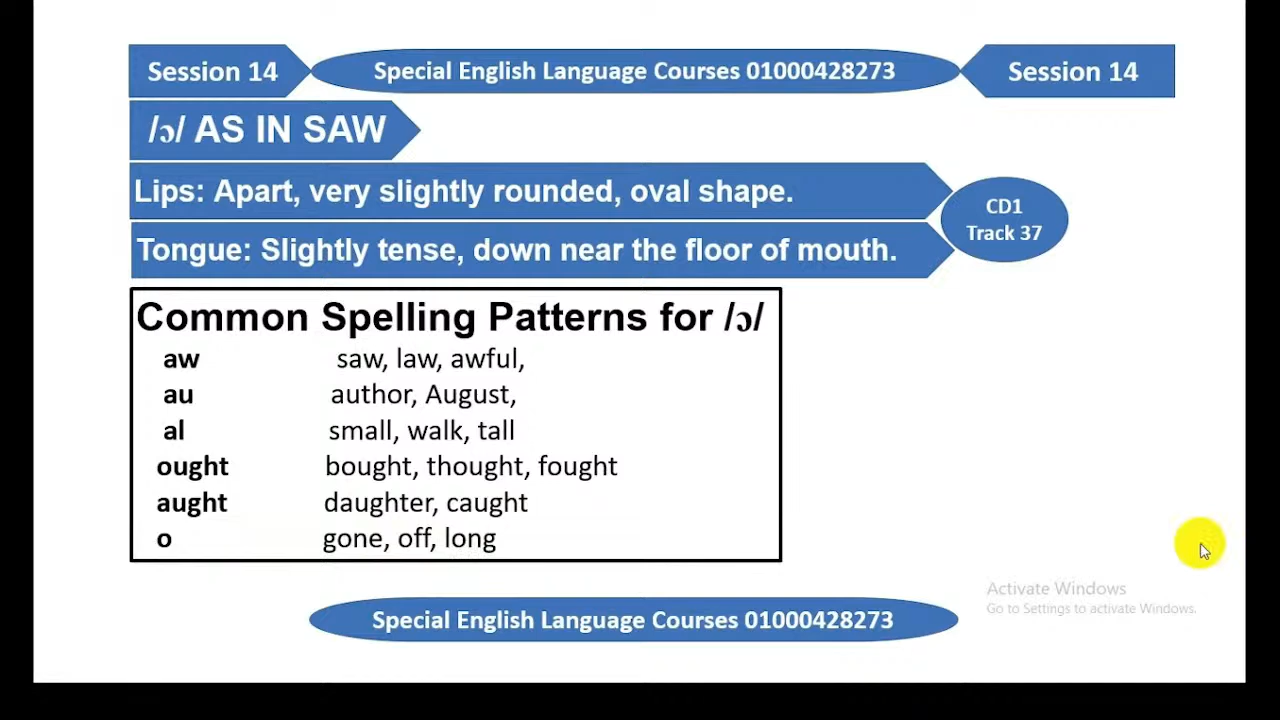 Session 14
Special English Language Courses 01000428273
Session 14
/ɔ/ AS IN SAW
Lips: Apart, very slightly rounded, oval shape.
CD1
Track 37
Tongue: Slightly tense, down near the floor of mouth.
Common Spelling Patterns for /ɔ/
aw saw, law, awful,
au author, August,
al small, walk, tall
ought bought, thought, fought
aught daughter, caught
o gone, off, long
Activate Windows
Go to Settings to activate Windows.
Special English Language Courses 01000428273